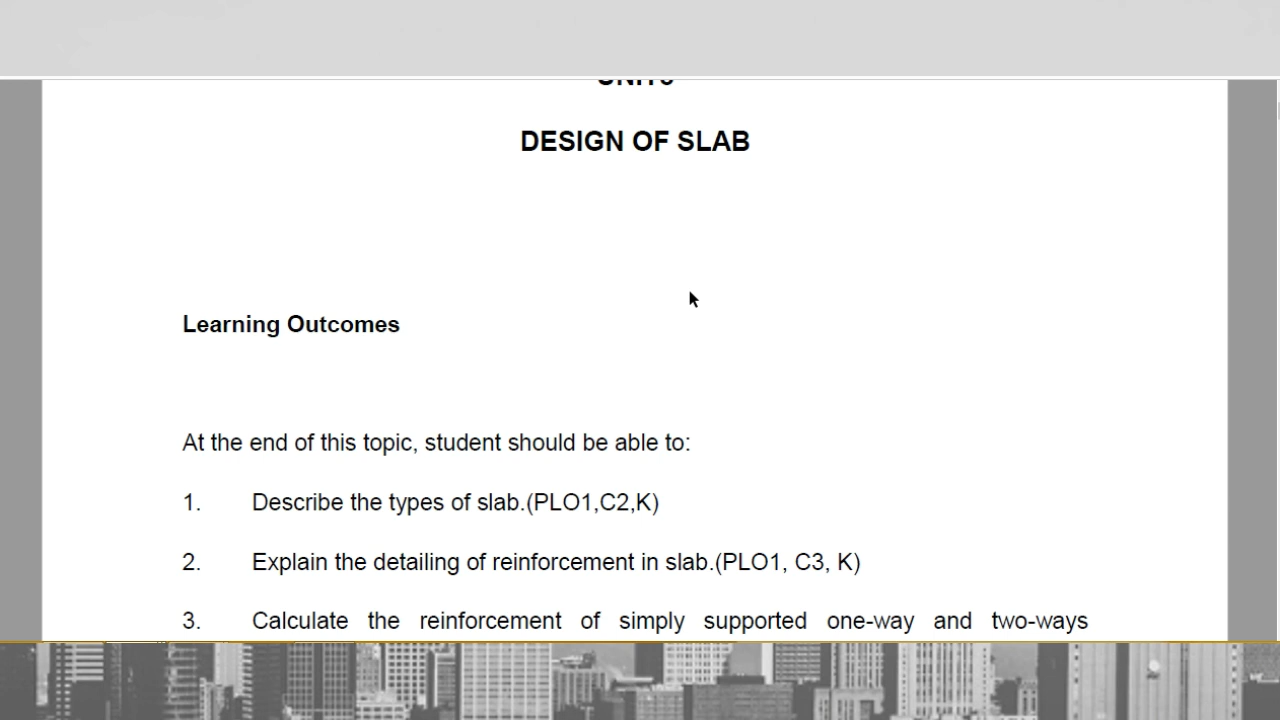 DESIGN OF SLAB
Learning Outcomes
At the end of this topic, student should be able to:
1. Describe the types of slab.(PLO1,C2,K)
2. Explain the detailing of reinforcement in slab.(PLO1, C3, K)
3. Calculate the reinforcement of simply supported one-way and two-ways